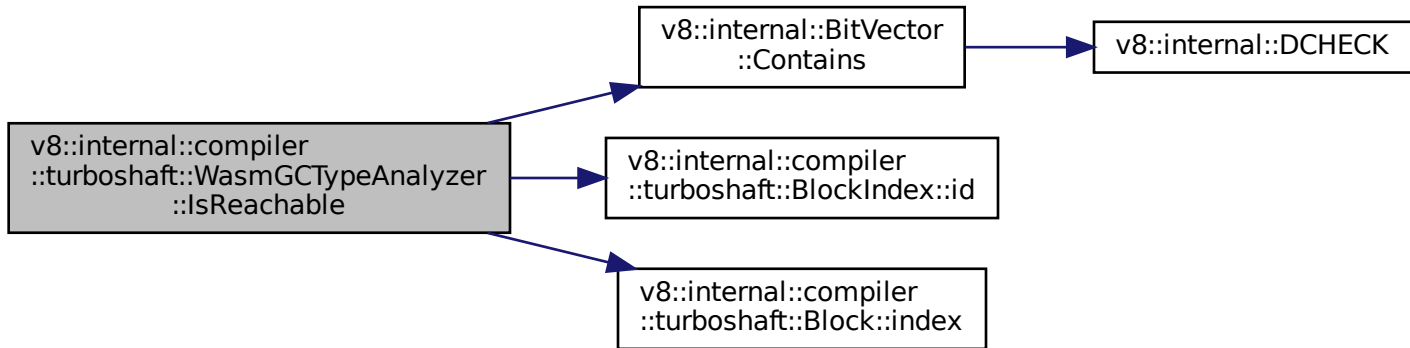 v8::internal::BitVector
::Contains
v8::internal::DCHECK
v8::internal::compiler
::turboshaft::WasmGCTypeAnalyzer
::IsReachable
v8::internal::compiler
::turboshaft::BlockIndex::id
v8::internal::compiler
::turboshaft::Block::index